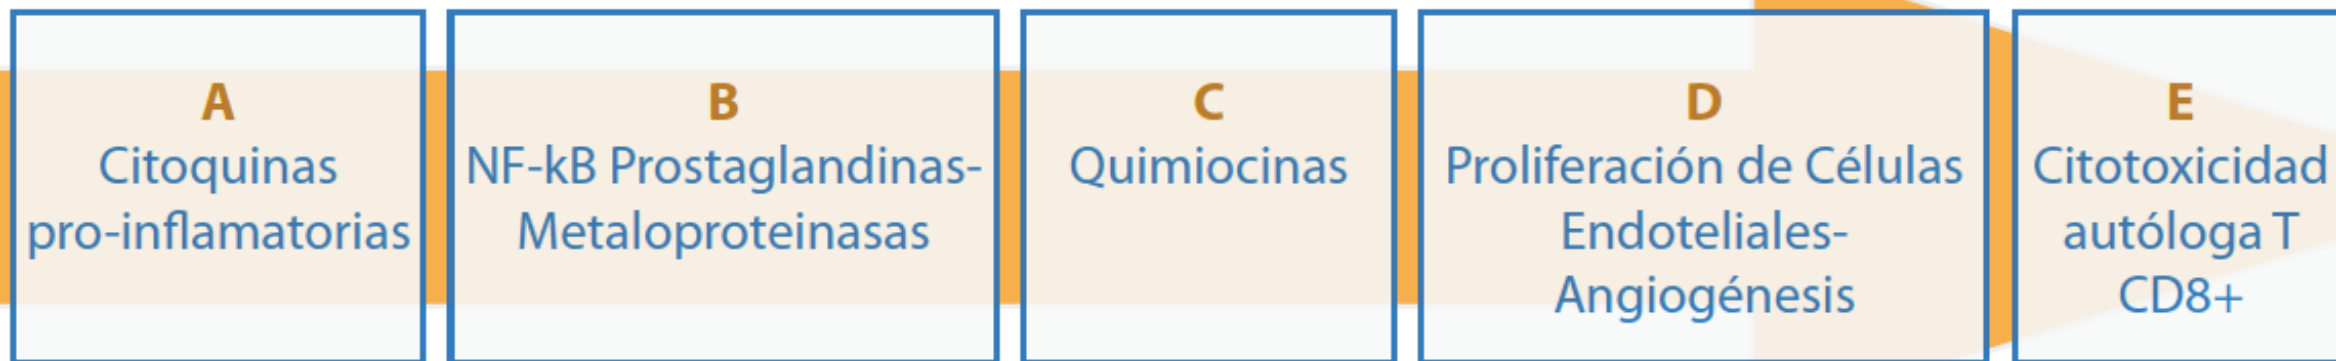 A
Citoquinas
pro-inflamatorias
B
NF-kB Prostaglandinas-
Metaloproteinasas
C
Quimiocinas
D
Proliferación de Células
Endoteliales-
Angiogénesis
E
Citotoxicidad
autóloga T
CD8+